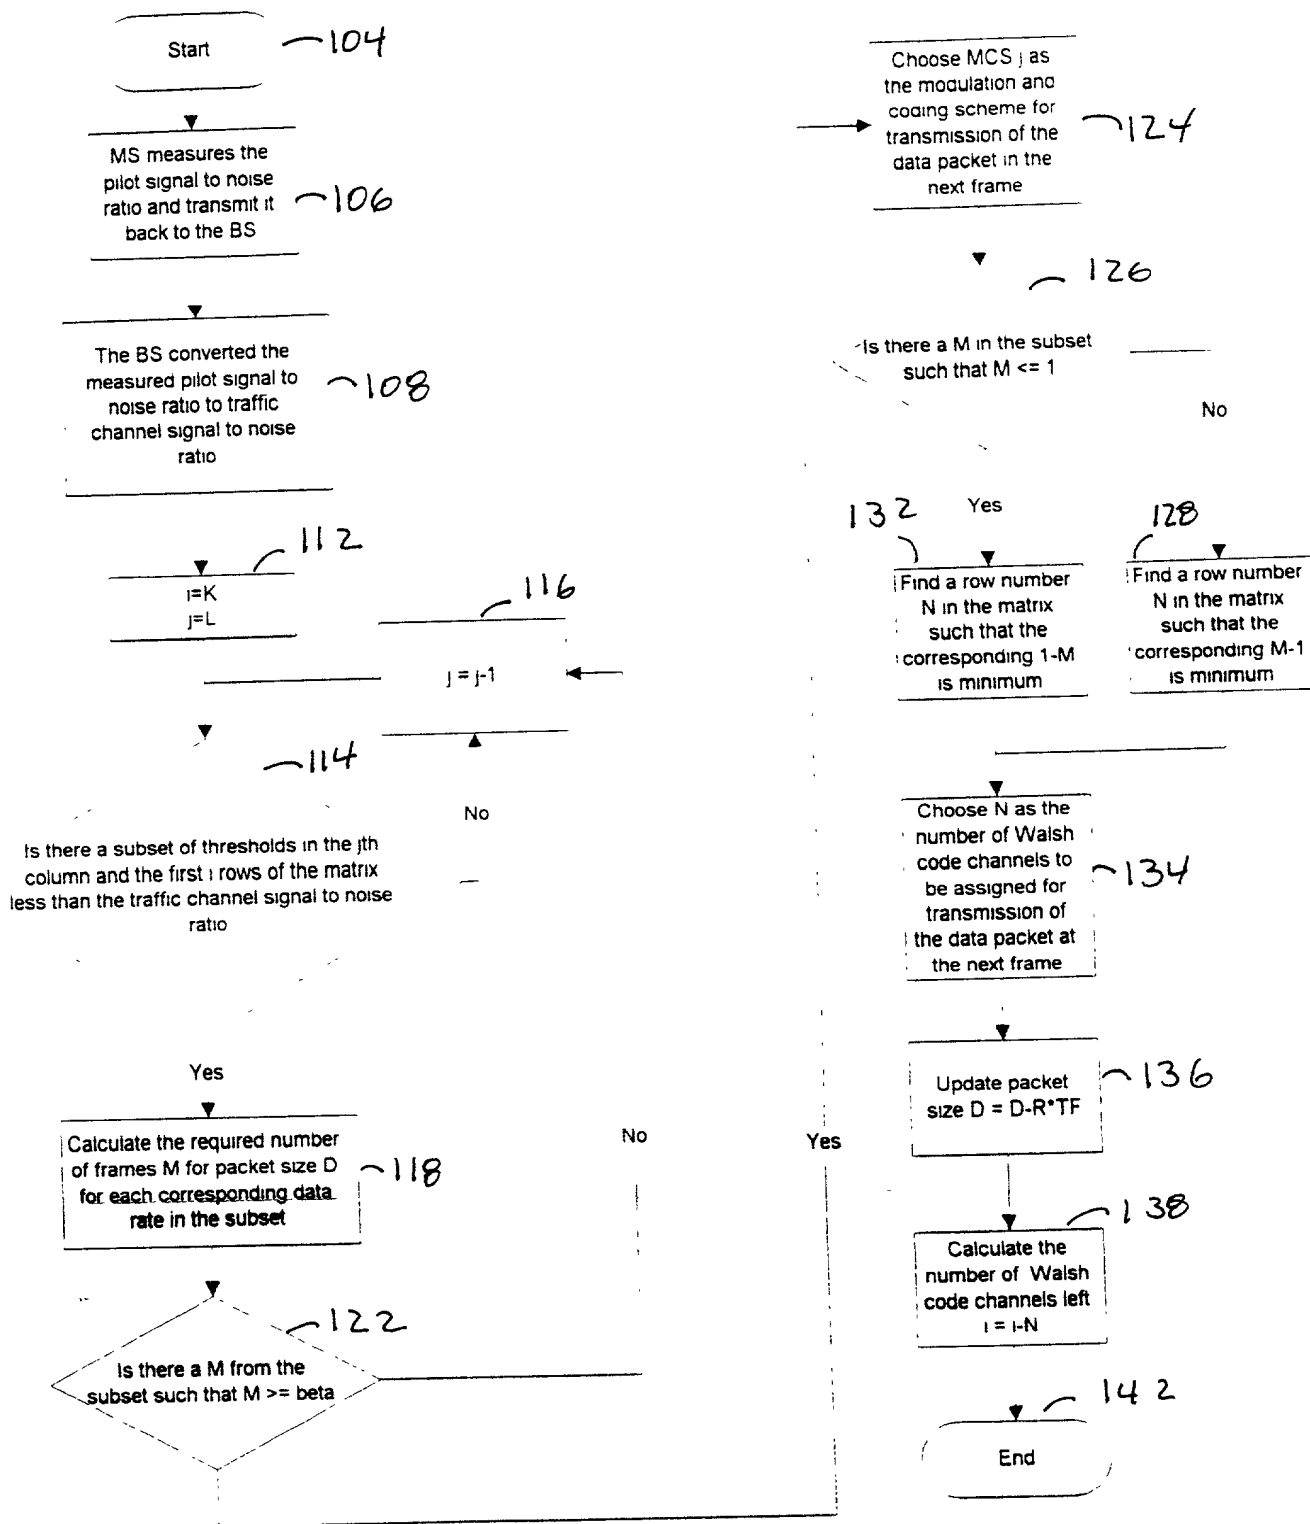 Start
104
MS measures the
pilot signal to noise
ratio and transmit it
back to the BS
106
The BS converted the
measured pilot signal to
noise ratio to traffic
channel signal to noise
ratio
108
112
i=K
j=L
116
j = j-1
114
No
Is there a subset of thresholds in the jth
column and the first i rows of the matrix
less than the traffic channel signal to noise
ratio
Yes
Calculate the required number
of frames M for packet size D
for each corresponding data
rate in the subset
118
No
Yes
122
Is there a M from the
subset such that M >= beta
Choose MCS j as
the modulation and
coding scheme for
transmission of the
data packet in the
next frame
124
126
Is there a M in the subset
such that M <= 1
No
Yes
132
Find a row number
N in the matrix
such that the
corresponding 1-M
is minimum
128
Find a row number
N in the matrix
such that the
corresponding M-1
is minimum
Choose N as the
number of Walsh
code channels to
be assigned for
transmission of
the data packet at
the next frame
134
Update packet
size D = D-R*TF
136
138
Calculate the
number of Walsh
code channels left
i = i-N
142
End